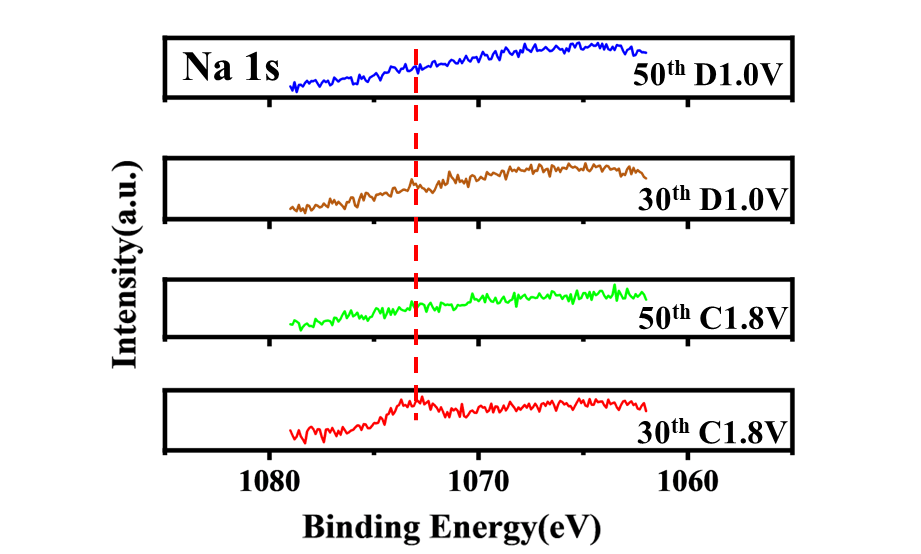 Na 1s
50th D1.0V
30th D1.0V
50th C1.8V
30th C1.8V
Intensity(a.u.)
1080 1070 1060
Binding Energy(eV)